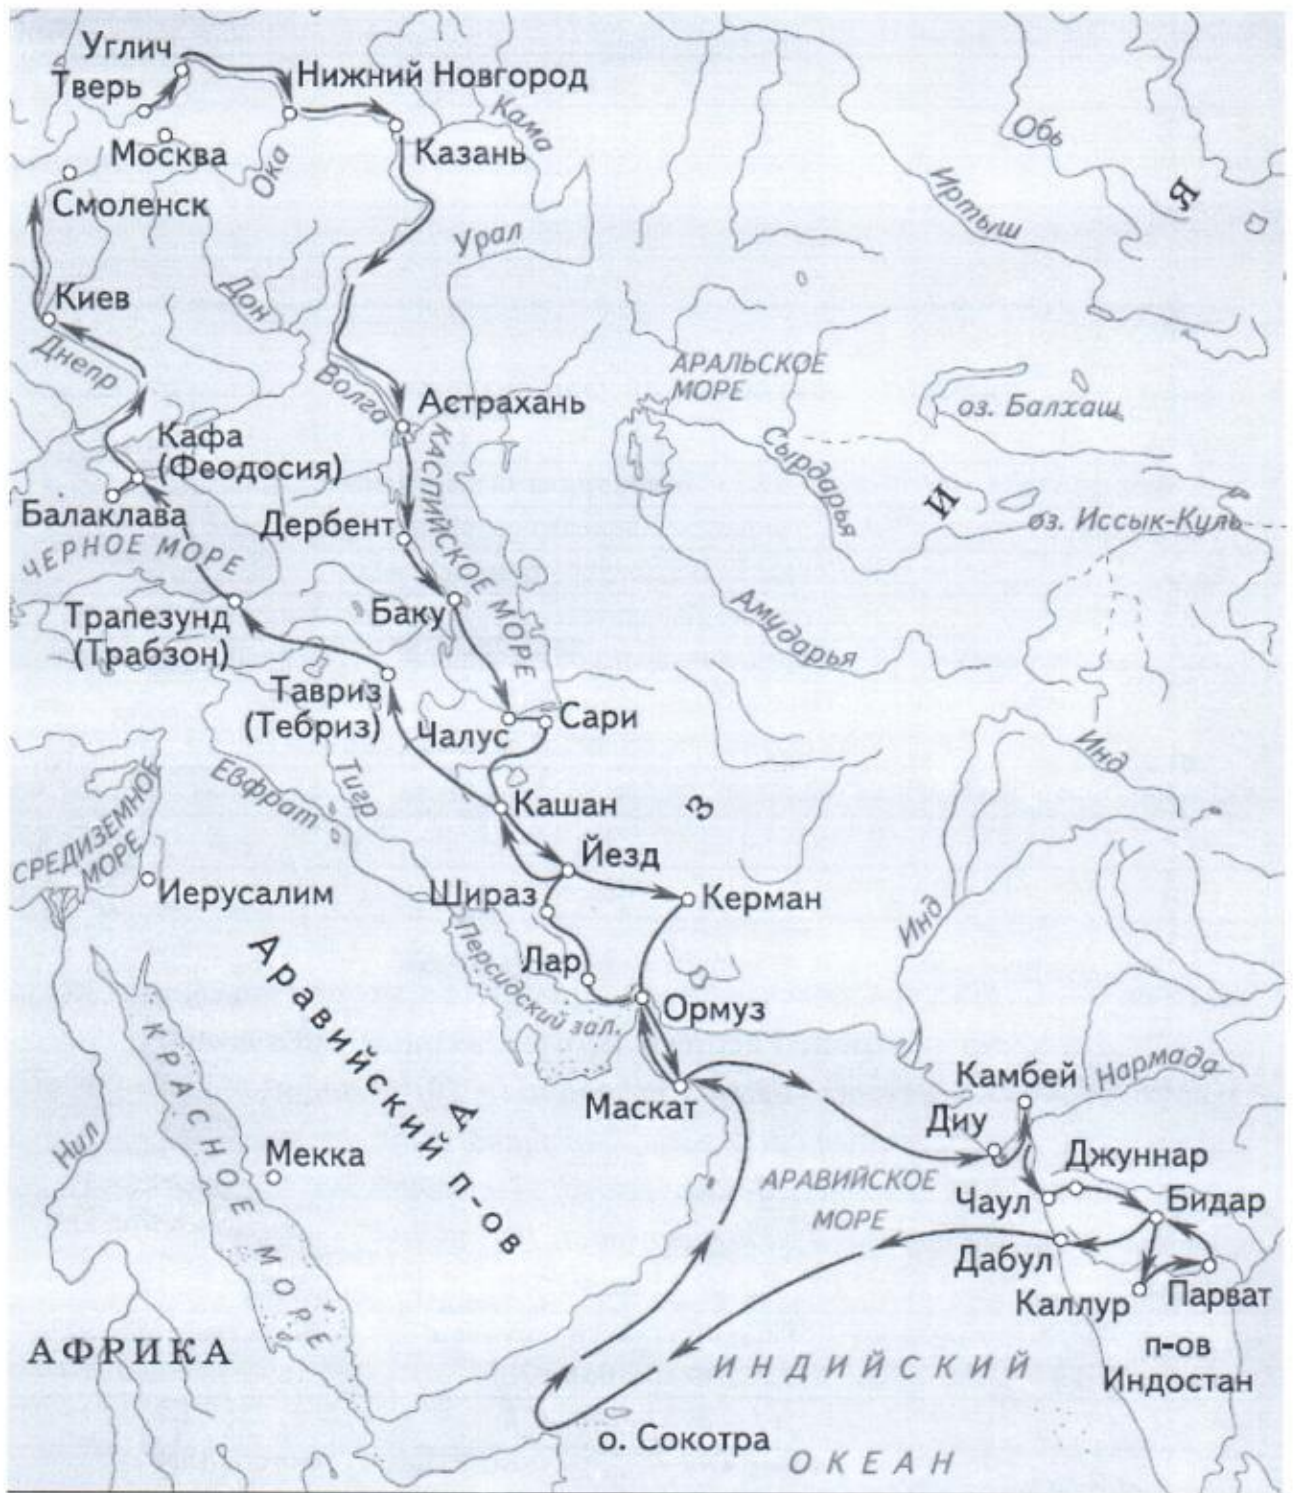 Углич
Тверь
Нижний Новгород
Москва
Ока
Казань
Кама
Обь
Смоленск
Иртыш
Я
Урал
Киев
Дон
Днепр
Волга
АРАЛЬСКОЕ
МОРЕ
Астрахань
оз. Балхаш
Кафа
(Феодосия)
КАСПИЙСКОЕ МОРЕ
Сырдарья
И
Балаклава
Дербент
оз. Иссык-Куль
ЧЕРНОЕ МОРЕ
Трапезунд
(Трабзон)
Баку
Амударья
Тавриз
(Тебриз)
Чалус
Сари
Инд
Евфрат
Тигр
Кашан
З
СРЕДИЗЕМНОЕ
МОРЕ
Йезд
Иерусалим
Шираз
Керман
Инд
Аравийский п-ов
Персидский зал.
Лар
Ормуз
КРАСНОЕ МОРЕ
Камбей
Нармада
Маскат
А
Диу
Нил
Мекка
Джуннар
АРАВИЙСКОЕ
МОРЕ
Чаул
Бидар
Дабул
Каллур
Парват
АФРИКА
п-ов
Индостан
ИНДИЙСКИЙ
о. Сокотра
ОКЕАН